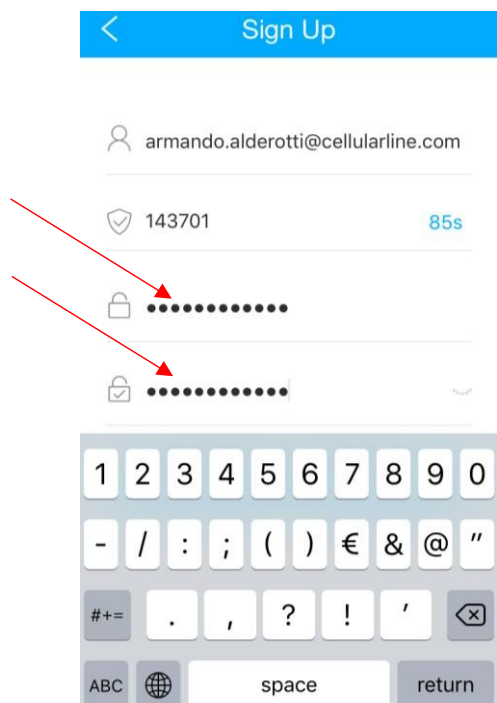 Sign Up
armando.alderotti@cellularline.com
143701 85s
••••••••••••
••••••••••••
1 2 3 4 5 6 7 8 9 0
- / : ; ( ) € & @ "
#+= . , ? ! '
ABC space return